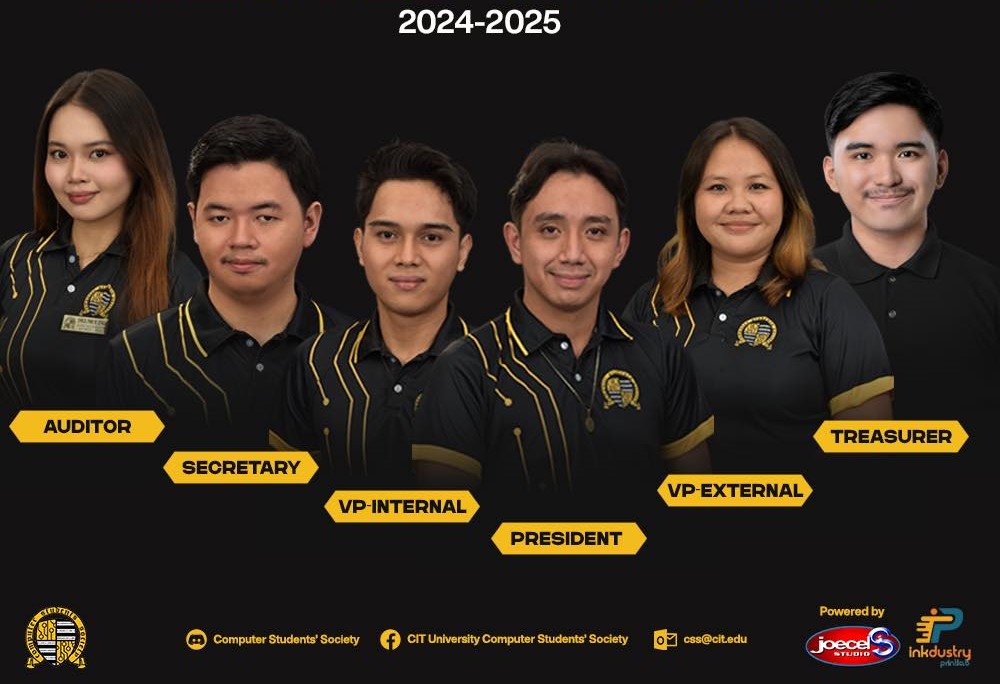 2024-2025
AUDITOR
SECRETARY
VP-INTERNAL
PRESIDENT
VP-EXTERNAL
TREASURER
Computer Students' Society
CIT University Computer Students' Society
css@cit.edu
Powered by
joecel S
STUDIO
Inkdustry